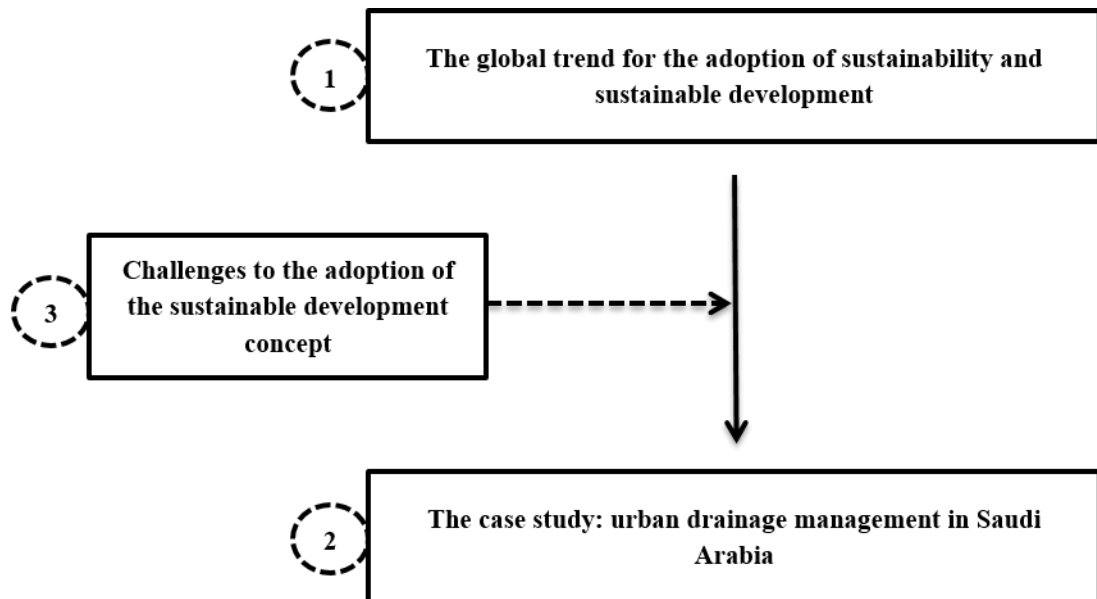 1
The global trend for the adoption of sustainability and
sustainable development
3
Challenges to the adoption of
the sustainable development
concept
2
The case study: urban drainage management in Saudi
Arabia